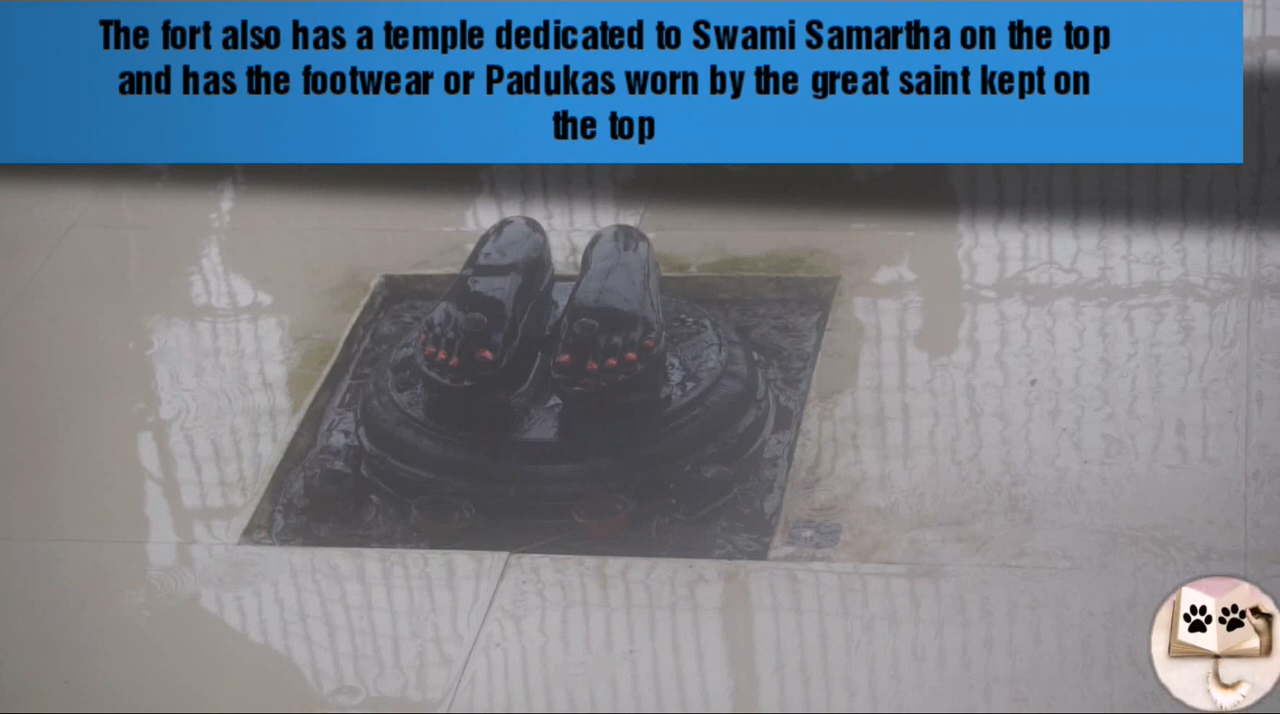 The fort also has a temple dedicated to Swami Samartha on the top
and has the footwear or Padukas worn by the great saint kept on
the top